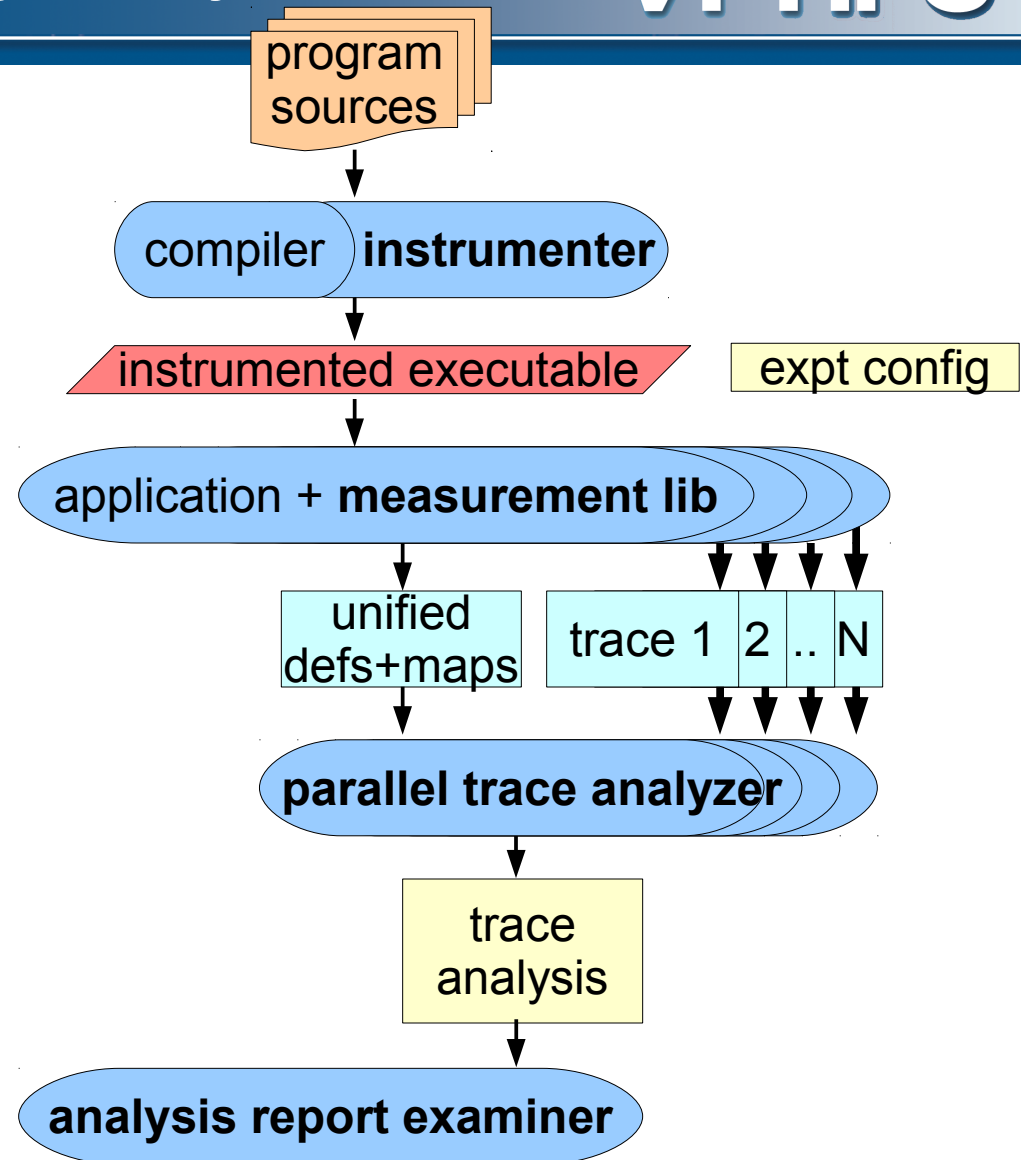 program
sources
compiler instrumenter
instrumented executable
expt config
application + measurement lib
unified
defs+maps
trace 1 2 .. N
parallel trace analyzer
trace
analysis
analysis report examiner